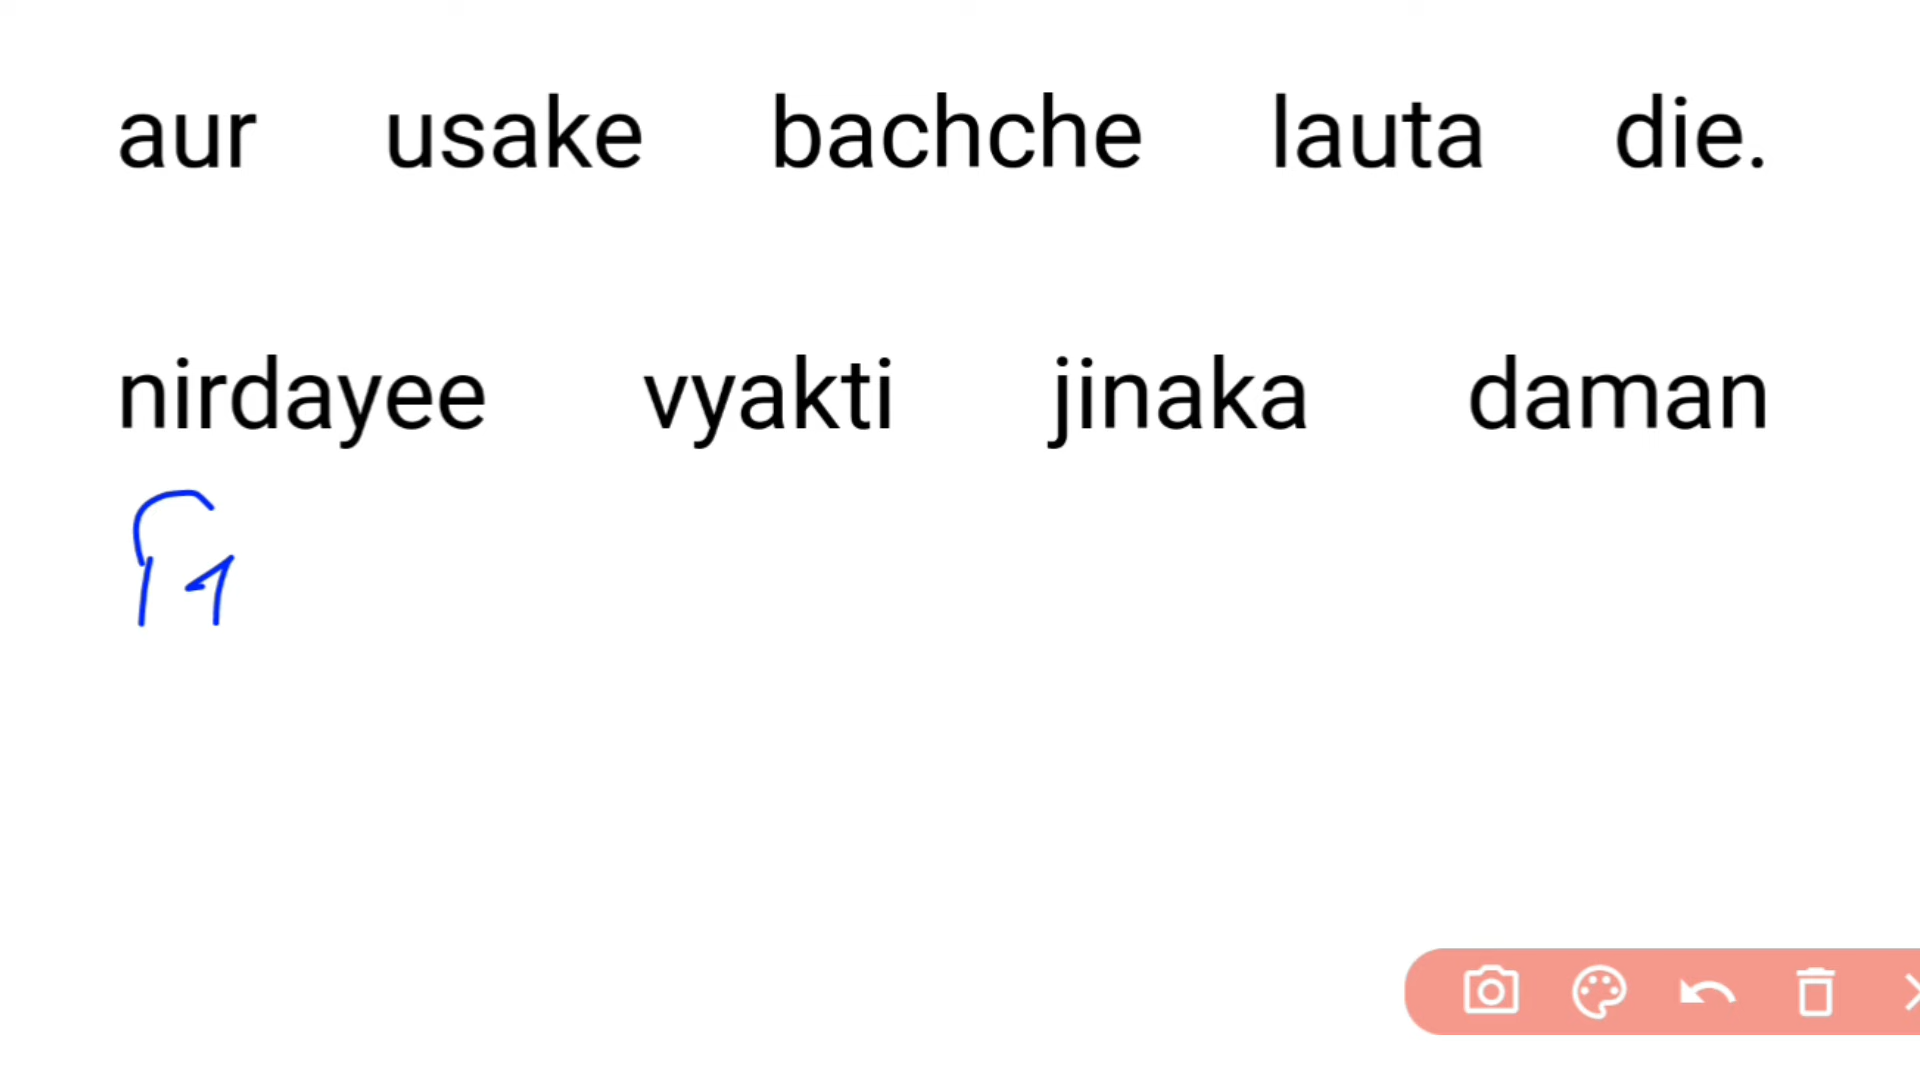 aur usake bachche lauta die.
nirdayee vyakti jinaka daman
नि